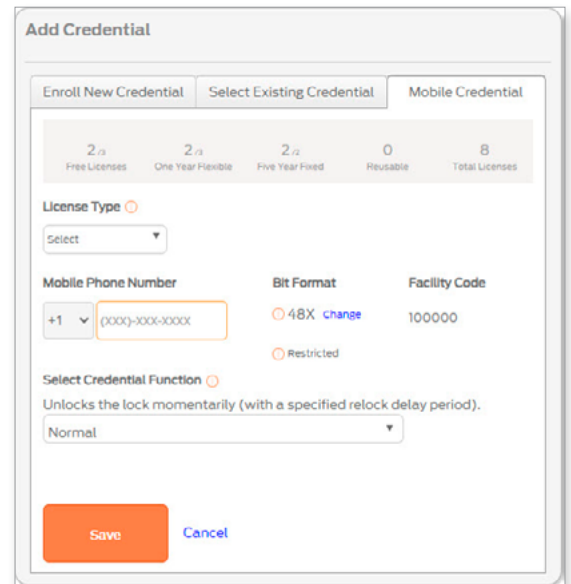 Add Credential
Enroll New Credential Select Existing Credential Mobile Credential
2/3 2/3 2/2 0 8
Free Licenses One Year Flexible Five Year Fixed Reusable Total Licenses
License Type
Select
Mobile Phone Number Bit Format Facility Code
+1 (XXX)-XXX-XXXX 48X Change 100000
Restricted
Select Credential Function
Unlocks the lock momentarily (with a specified relock delay period).
Normal
Save Cancel